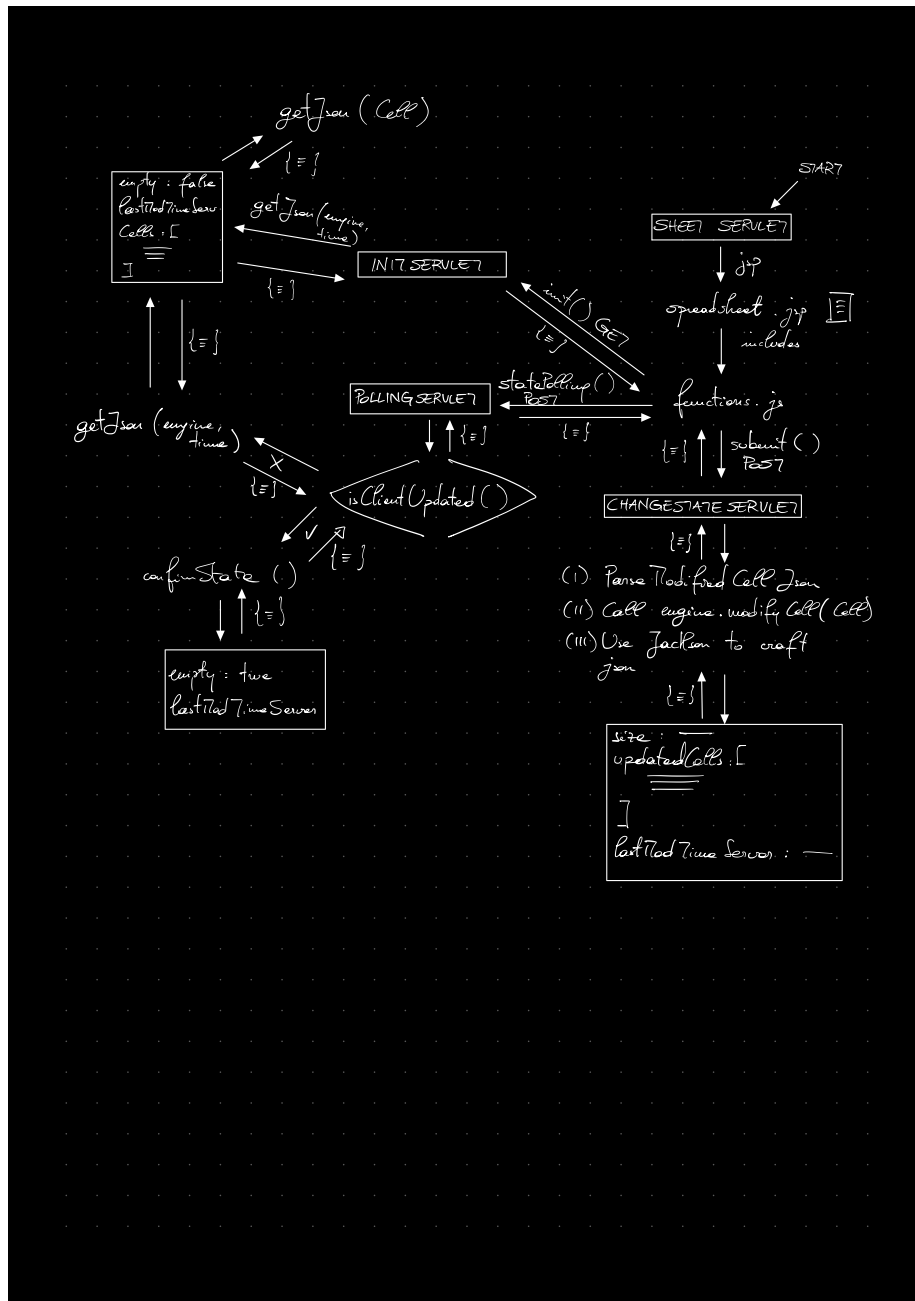 getJson (Cell)
{≡}
START
empty : false
lastModTimeServ
Cells : [
]
getJson(engine,
time)
SHEET SERVLET
INIT SERVLET
jsp
{≡}
spreadsheet.jsp
init() GET
{≡}
includes
{≡}
POLLING SERVLET
statePolling()
POST
functions.js
{≡}
getJson (engine,
time)
{≡}
{≡}
submit()
POST
X
{≡}
isClientUpdated()
CHANGESTATE SERVLET
✓
{≡}
{≡}
confirmState ()
(I) Parse Modified Cell Json
(II) Call engine.modifyCell(Cell)
(III) Use Jackson to craft
json
{≡}
empty : true
lastModTimeServer
{≡}
size :
updatedCells : [
]
lastModTimeServer :